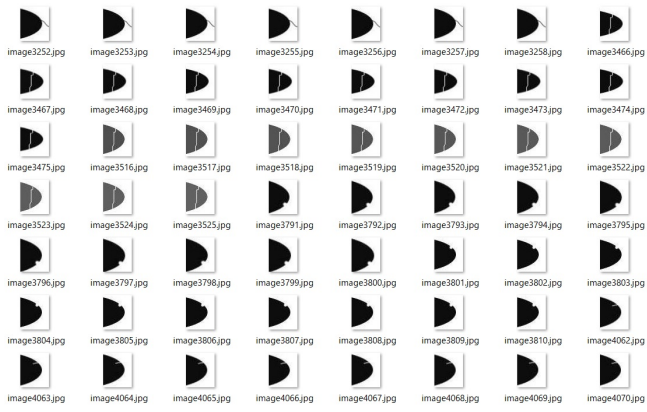 image3252.jpg image3253.jpg image3254.jpg image3255.jpg image3256.jpg image3257.jpg image3258.jpg image3466.jpg
image3467.jpg image3468.jpg image3469.jpg image3470.jpg image3471.jpg image3472.jpg image3473.jpg image3474.jpg
image3475.jpg image3516.jpg image3517.jpg image3518.jpg image3519.jpg image3520.jpg image3521.jpg image3522.jpg
image3523.jpg image3524.jpg image3525.jpg image3791.jpg image3792.jpg image3793.jpg image3794.jpg image3795.jpg
image3796.jpg image3797.jpg image3798.jpg image3799.jpg image3800.jpg image3801.jpg image3802.jpg image3803.jpg
image3804.jpg image3805.jpg image3806.jpg image3807.jpg image3808.jpg image3809.jpg image3810.jpg image4062.jpg
image4063.jpg image4064.jpg image4065.jpg image4066.jpg image4067.jpg image4068.jpg image4069.jpg image4070.jpg